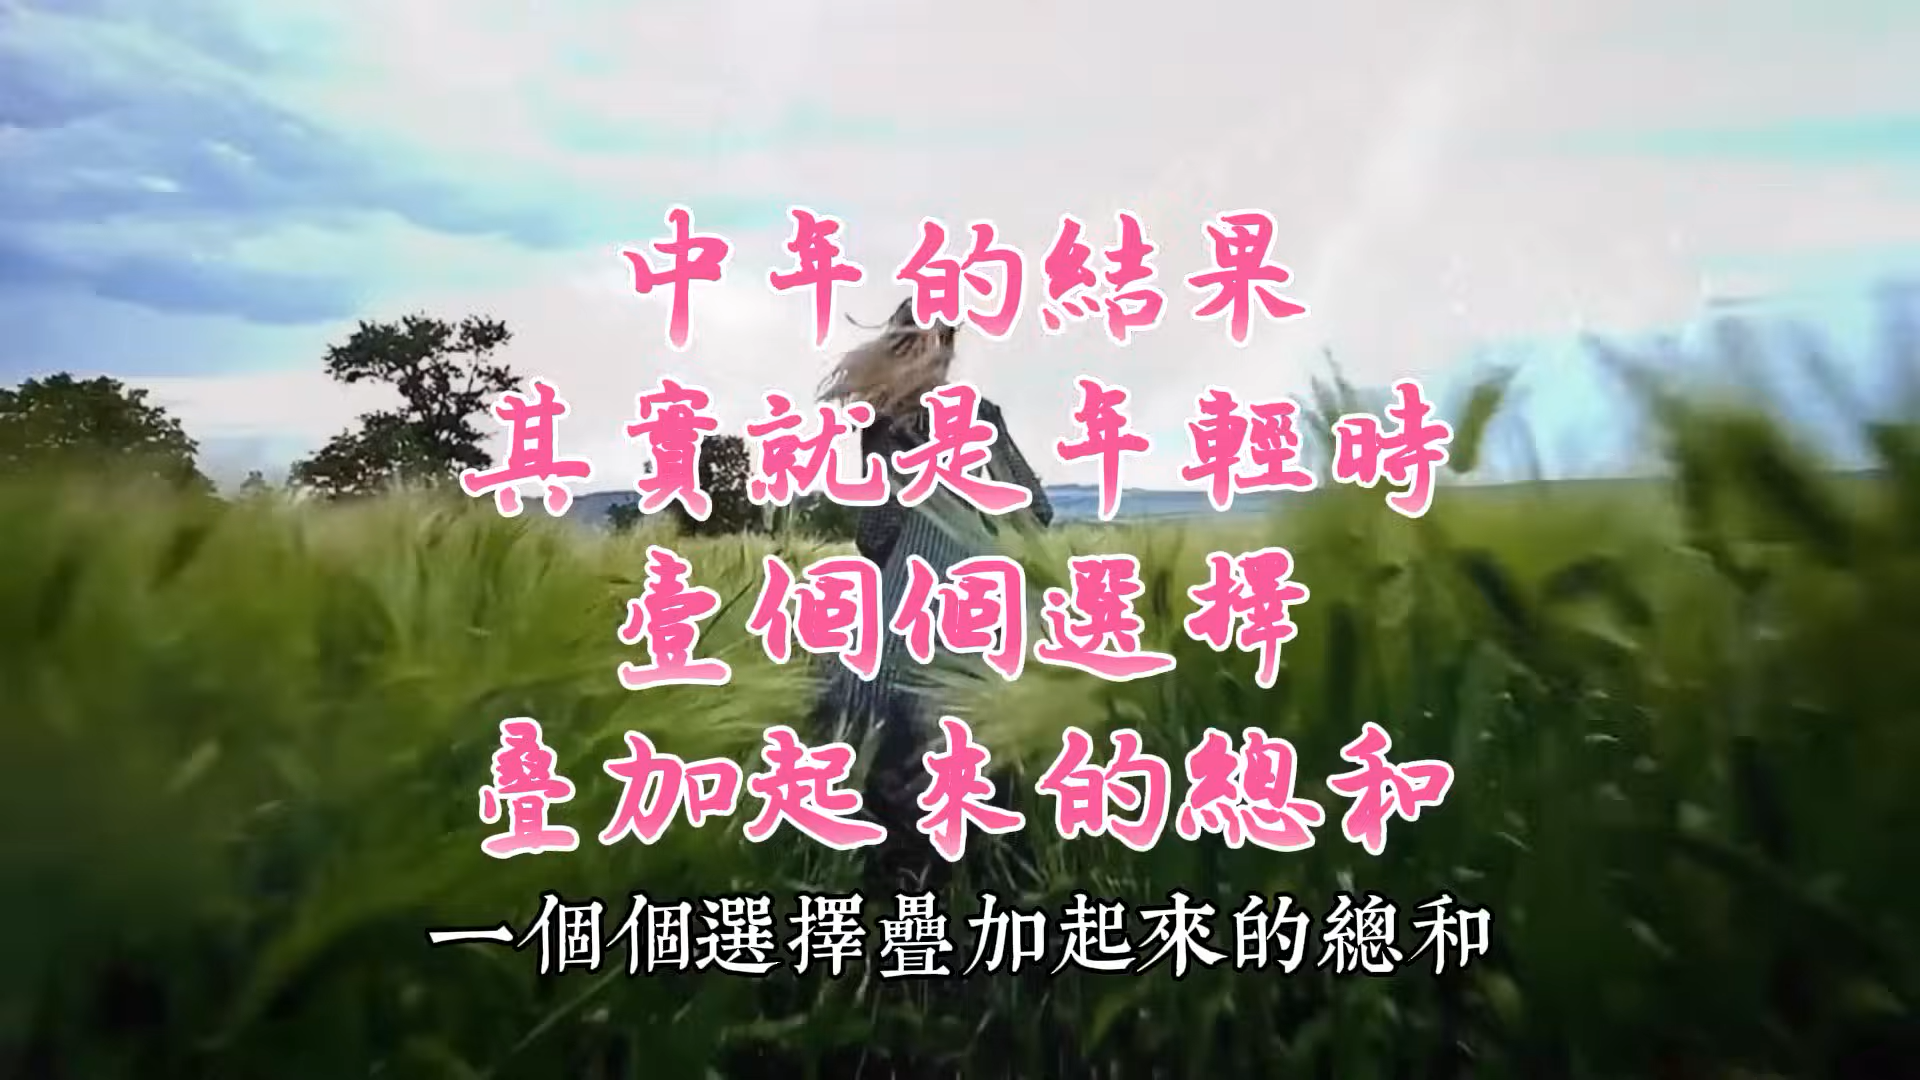 中年的結果
其實就是年輕時
壹個個選擇
疊加起來的總和
一個個選擇疊加起來的總和